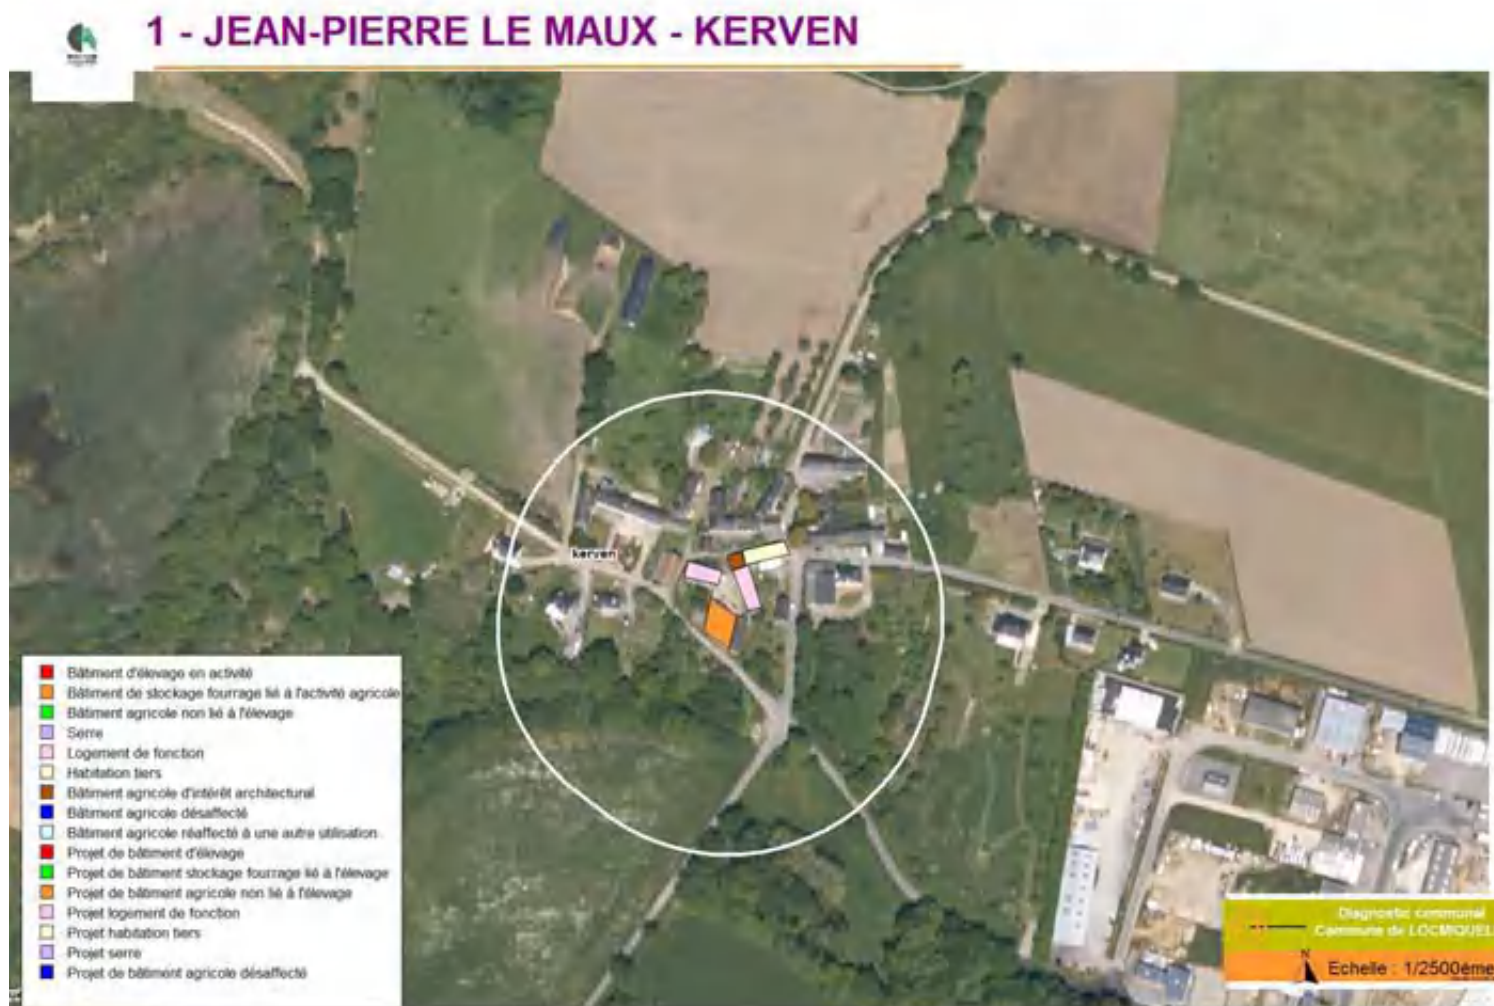 1 - JEAN-PIERRE LE MAUX - KERVEN
kerven
Bâtiment d'élevage en activité
Bâtiment de stockage fourrage lié à l'activité agricole
Bâtiment agricole non lié à l'élevage
Serre
Logement de fonction
Habitation tiers
Bâtiment agricole d'intérêt architectural
Bâtiment agricole désaffecté
Bâtiment agricole réaffecté à une autre utilisation
Projet de bâtiment d'élevage
Projet de bâtiment stockage fourrage lié à l'élevage
Projet de bâtiment agricole non lié à l'élevage
Projet logement de fonction
Projet habitation tiers
Projet serre
Projet de bâtiment agricole désaffecté
Diagnostic communal
Commune de LOCMIQUEL
N
Echelle : 1/2500ème